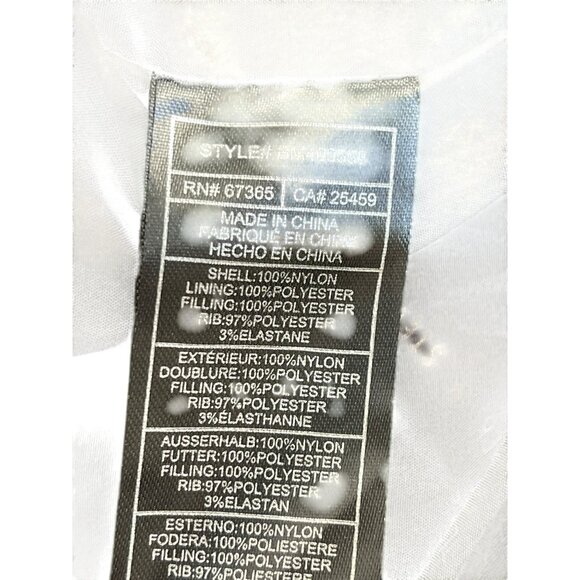 STYLE#
RN# 67365 CA# 25459
MADE IN CHINA
FABRIQUÉ EN CHINE
HECHO EN CHINA
SHELL:100%NYLON
LINING:100%POLYESTER
FILLING:100%POLYESTER
RIB:97%POLYESTER
3%ELASTANE
EXTÉRIEUR:100%NYLON
DOUBLURE:100%POLYESTER
FILLING:100%POLYESTER
RIB:97%POLYESTER
3%ÉLASTHANNE
AUSSERHALB:100%NYLON
FUTTER:100%POLYESTER
FILLING:100%POLYESTER
RIB:97%POLYESTER
3%ELASTAN
ESTERNO:100%NYLON
FODERA:100%POLIESTERE
FILLING:100%POLIESTERE
RIB:97%POLIESTERE